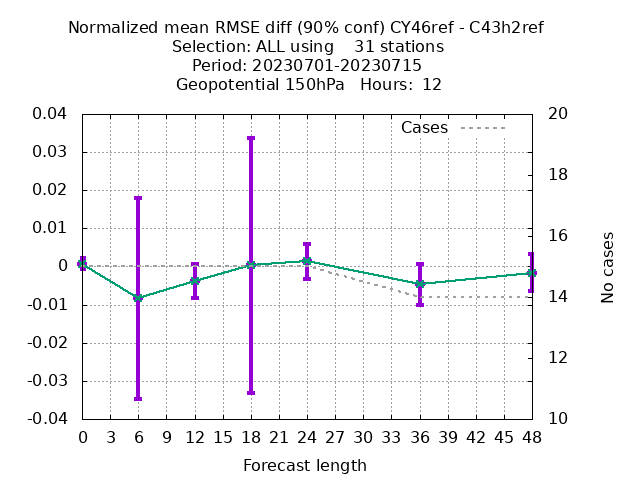 Normalized mean RMSE diff (90% conf) CY46ref - C43h2ref
Selection: ALL using    31 stations
Period: 20230701-20230715
Geopotential 150hPa   Hours:  12
Cases
0.04
0.03
0.02
0.01
0
-0.01
-0.02
-0.03
-0.04
20
18
16
14
12
10
No cases
0 3 6 9 12 15 18 21 24 27 30 33 36 39 42 45 48
Forecast length